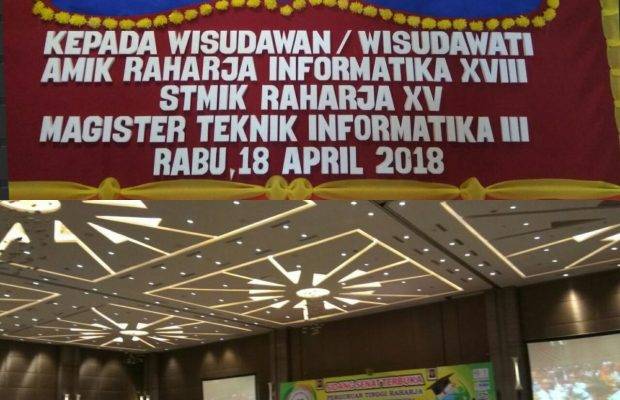 KEPADA WISUDAWAN / WISUDAWATI
AMIK RAHARJA INFORMATIKA XVIII
STMIK RAHARJA XV
MAGISTER TEKNIK INFORMATIKA III
RABU, 18 APRIL 2018
SIDANG SENAT TERBUKA
PERGURUAN TINGGI RAHARJA